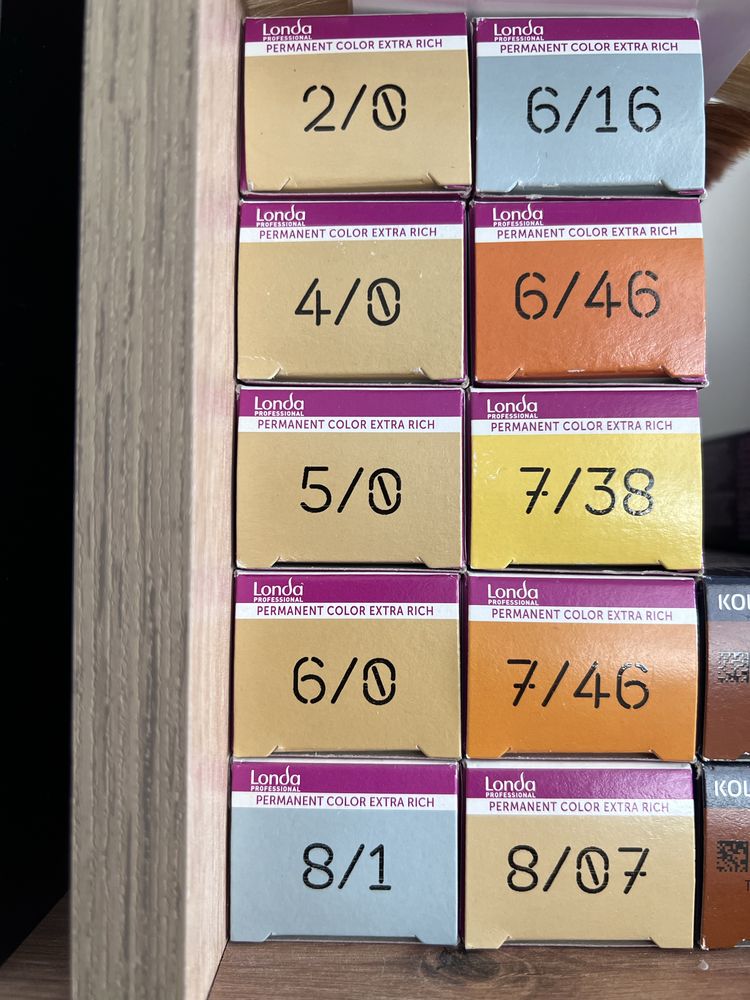 Londa
PROFESSIONAL
PERMANENT COLOR EXTRA RICH
2/0
Londa
PROFESSIONAL
PERMANENT COLOR EXTRA RICH
6/16
Londa
PROFESSIONAL
PERMANENT COLOR EXTRA RICH
4/0
Londa
PROFESSIONAL
PERMANENT COLOR EXTRA RICH
6/46
Londa
PROFESSIONAL
PERMANENT COLOR EXTRA RICH
5/0
Londa
PROFESSIONAL
PERMANENT COLOR EXTRA RICH
7/38
Londa
PROFESSIONAL
PERMANENT COLOR EXTRA RICH
6/0
Londa
PROFESSIONAL
PERMANENT COLOR EXTRA RICH
7/46
Londa
PROFESSIONAL
PERMANENT COLOR EXTRA RICH
8/1
Londa
PROFESSIONAL
PERMANENT COLOR EXTRA RICH
8/07